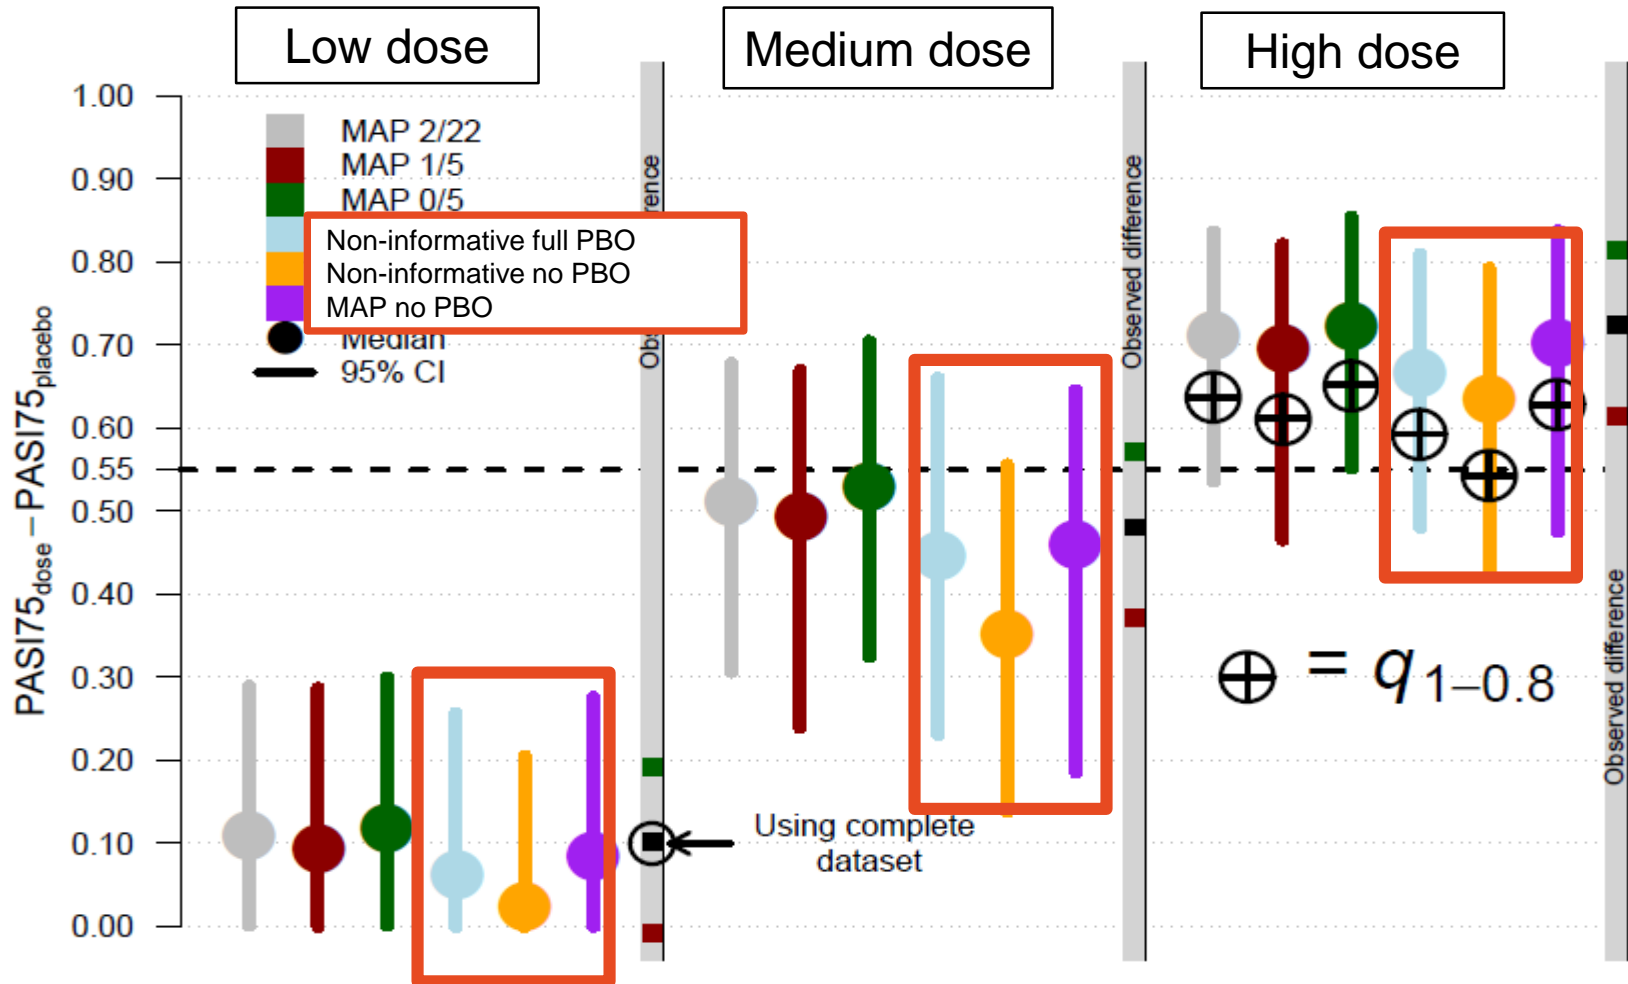 Low dose
Medium dose
High dose
1.00
0.90
0.80
0.70
0.60
0.55
0.50
0.40
0.30
0.20
0.10
0.00
PASI75dose – PASI75placebo
MAP 2/22
MAP 1/5
MAP 0/5
Non-informative full PBO
Non-informative no PBO
MAP no PBO
Median
95% CI
Observed difference
Observed difference
Using complete
dataset
= q1–0.8
Observed difference